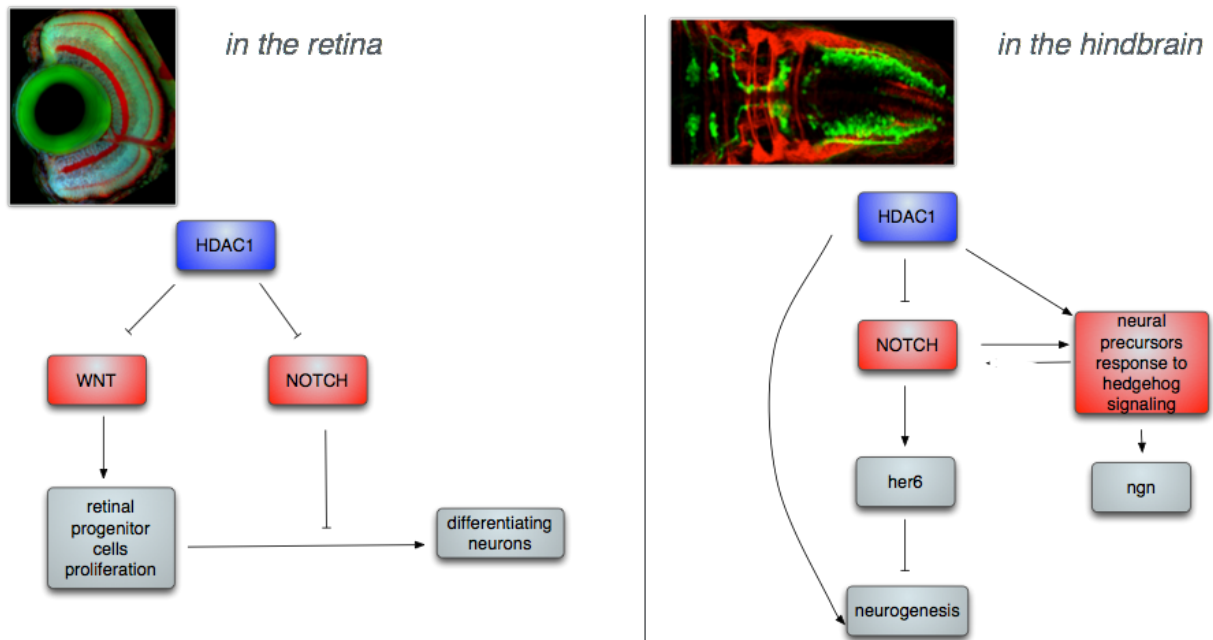 in the retina
HDAC1
WNT
NOTCH
retinal
progenitor
cells
proliferation
differentiating
neurons
in the hindbrain
HDAC1
NOTCH
neural
precursors
response to
hedgehog
signaling
her6
ngn
neurogenesis